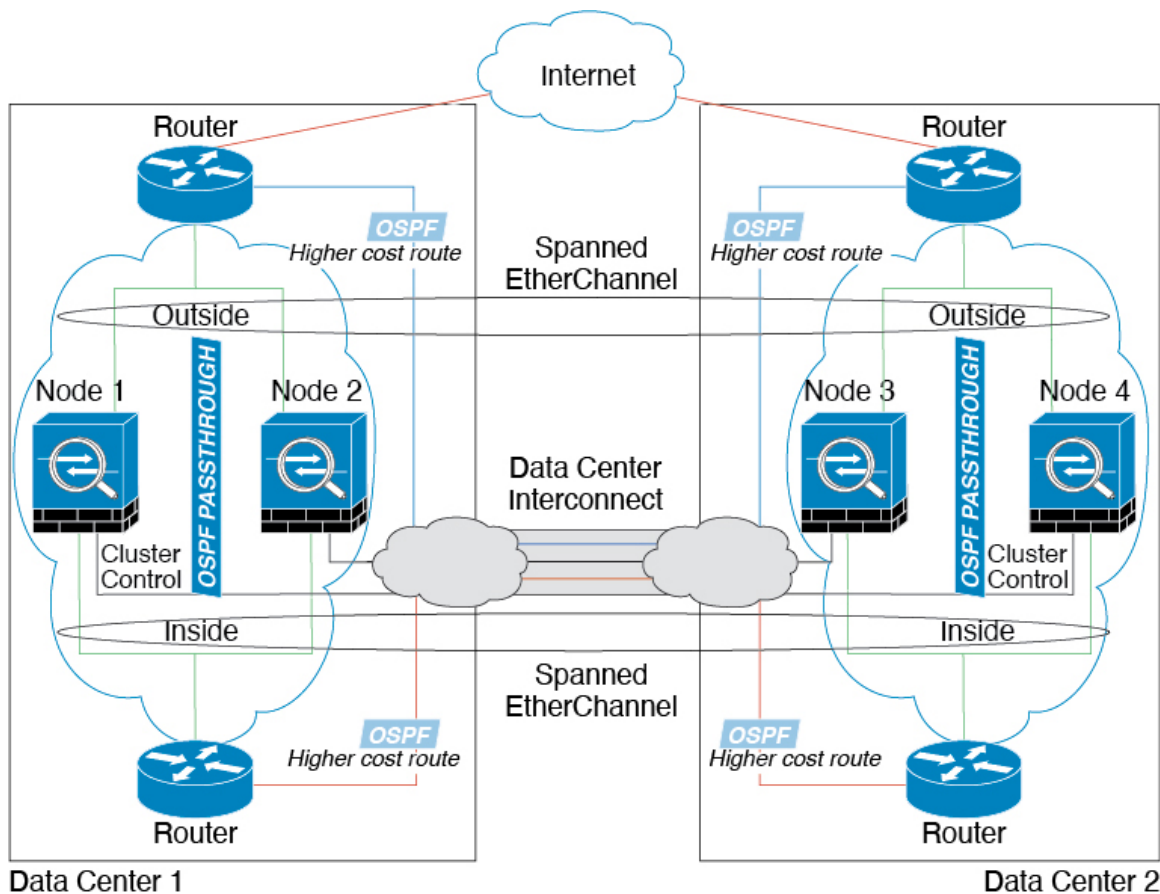 Internet
Router
Router
OSPF
Higher cost route
OSPF
Higher cost route
Spanned
EtherChannel
Outside
Outside
Node 1
Node 2
Node 3
Node 4
OSPF PASSTHROUGH
OSPF PASSTHROUGH
Data Center
Interconnect
Cluster
Control
Cluster
Control
Inside
Inside
Spanned
EtherChannel
OSPF
Higher cost route
OSPF
Higher cost route
Router
Router
Data Center 1
Data Center 2